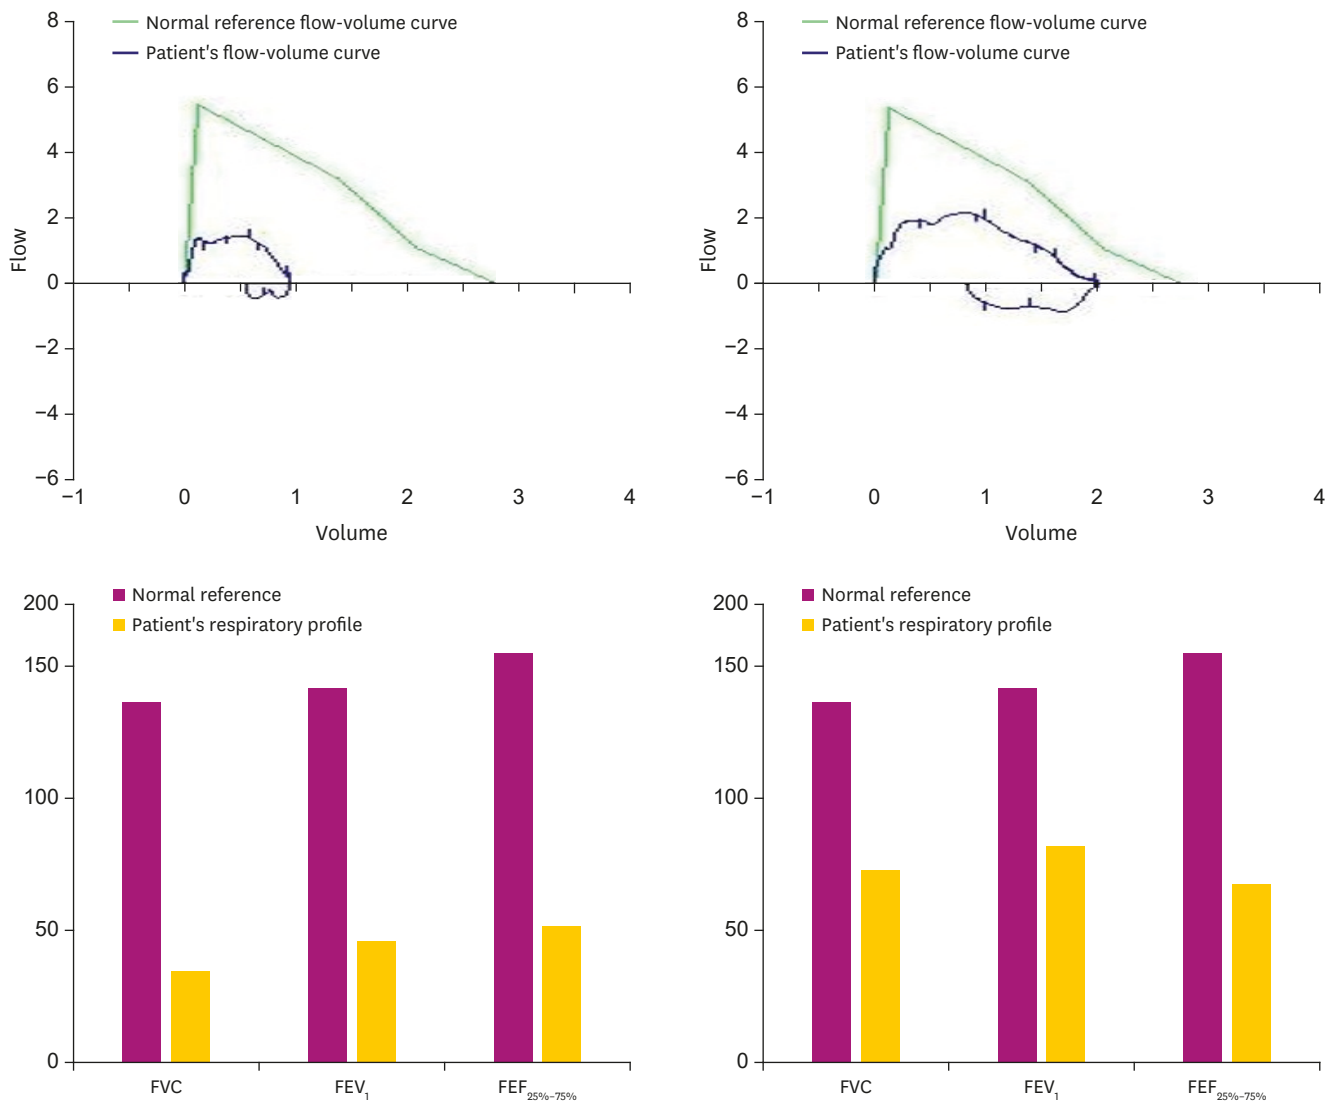 8
Normal reference flow-volume curve
Patient's flow-volume curve
6
4
2
0
−2
−4
−6
Flow
−1 0 1 2 3 4
Volume
8
Normal reference flow-volume curve
Patient's flow-volume curve
6
4
2
0
−2
−4
−6
Flow
−1 0 1 2 3 4
Volume
200
Normal reference
Patient's respiratory profile
150
100
50
0
FVC FEV1 FEF25%–75%
200
Normal reference
Patient's respiratory profile
150
100
50
0
FVC FEV1 FEF25%–75%